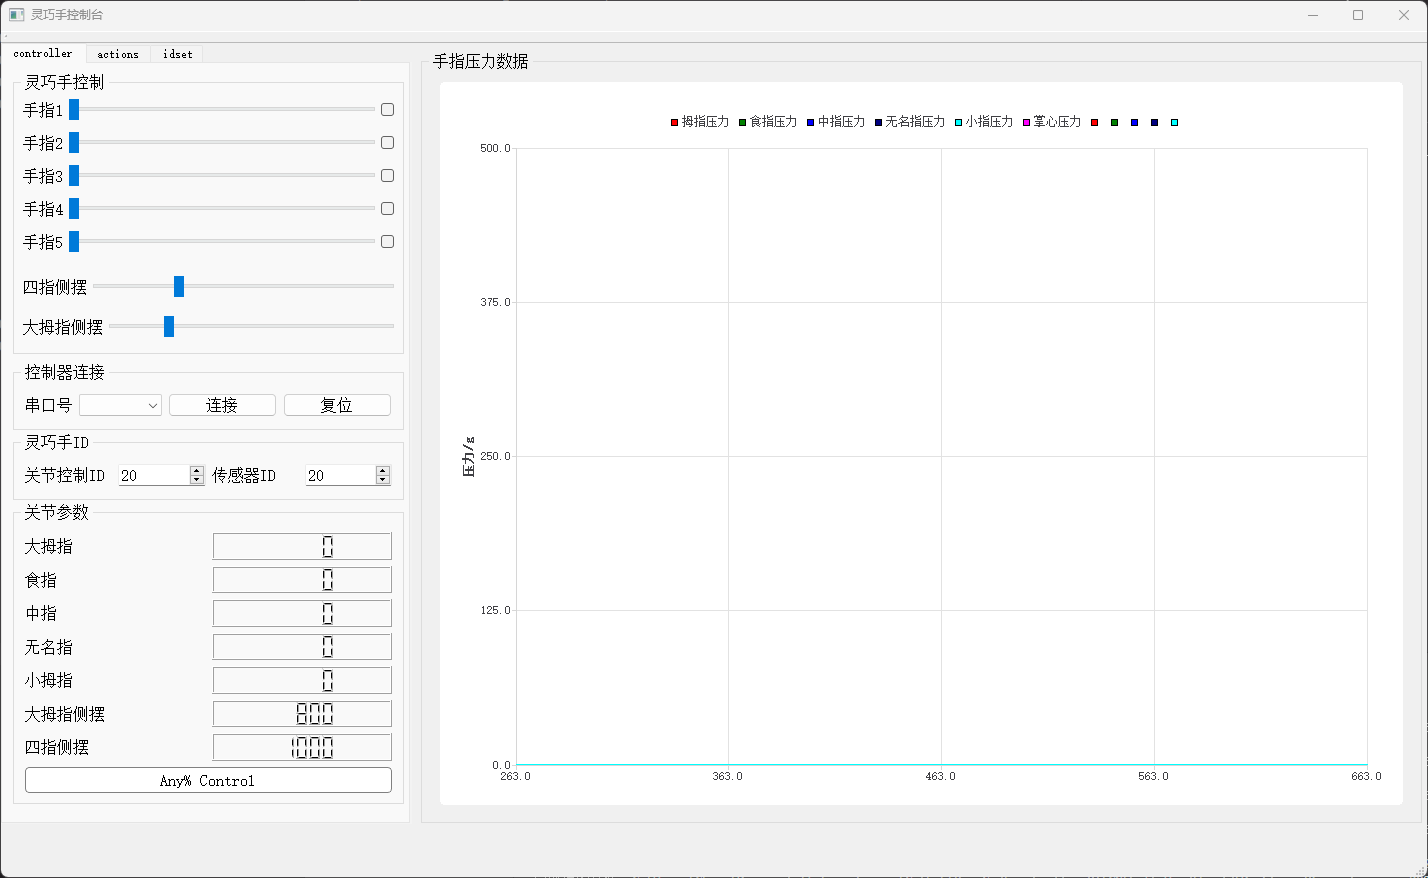 灵巧手控制台
controller actions idset
灵巧手控制
手指1
手指2
手指3
手指4
手指5
四指侧摆
大拇指侧摆
控制器连接
串口号 连接 复位
灵巧手ID
关节控制ID 20 传感器ID 20
关节参数
大拇指 0
食指 0
中指 0
无名指 0
小拇指 0
大拇指侧摆 800
四指侧摆 1000
Any% Control
手指压力数据
拇指压力 食指压力 中指压力 无名指压力 小指压力 掌心压力
500.0
375.0
250.0
125.0
0.0
压力/g
263.0 363.0 463.0 563.0 663.0